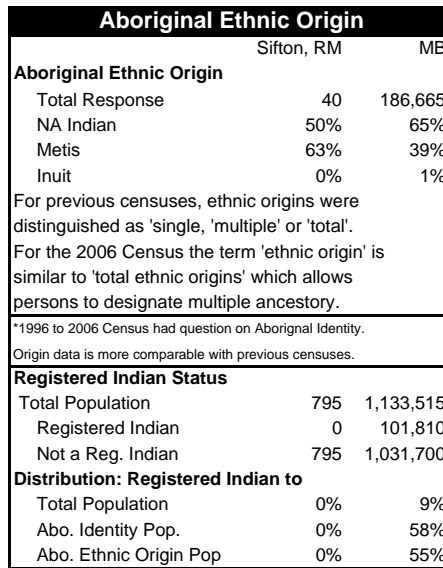 Aboriginal Ethnic Origin
Sifton, RM MB
Aboriginal Ethnic Origin
Total Response 40 186,665
NA Indian 50% 65%
Metis 63% 39%
Inuit 0% 1%
For previous censuses, ethnic origins were
distinguished as 'single, 'multiple' or 'total'.
For the 2006 Census the term 'ethnic origin' is
similar to 'total ethnic origins' which allows
persons to designate multiple ancestory.
*1996 to 2006 Census had question on Aborignal Identity.
Origin data is more comparable with previous censuses.
Registered Indian Status
Total Population 795 1,133,515
Registered Indian 0 101,810
Not a Reg. Indian 795 1,031,700
Distribution: Registered Indian to
Total Population 0% 9%
Abo. Identity Pop. 0% 58%
Abo. Ethnic Origin Pop 0% 55%